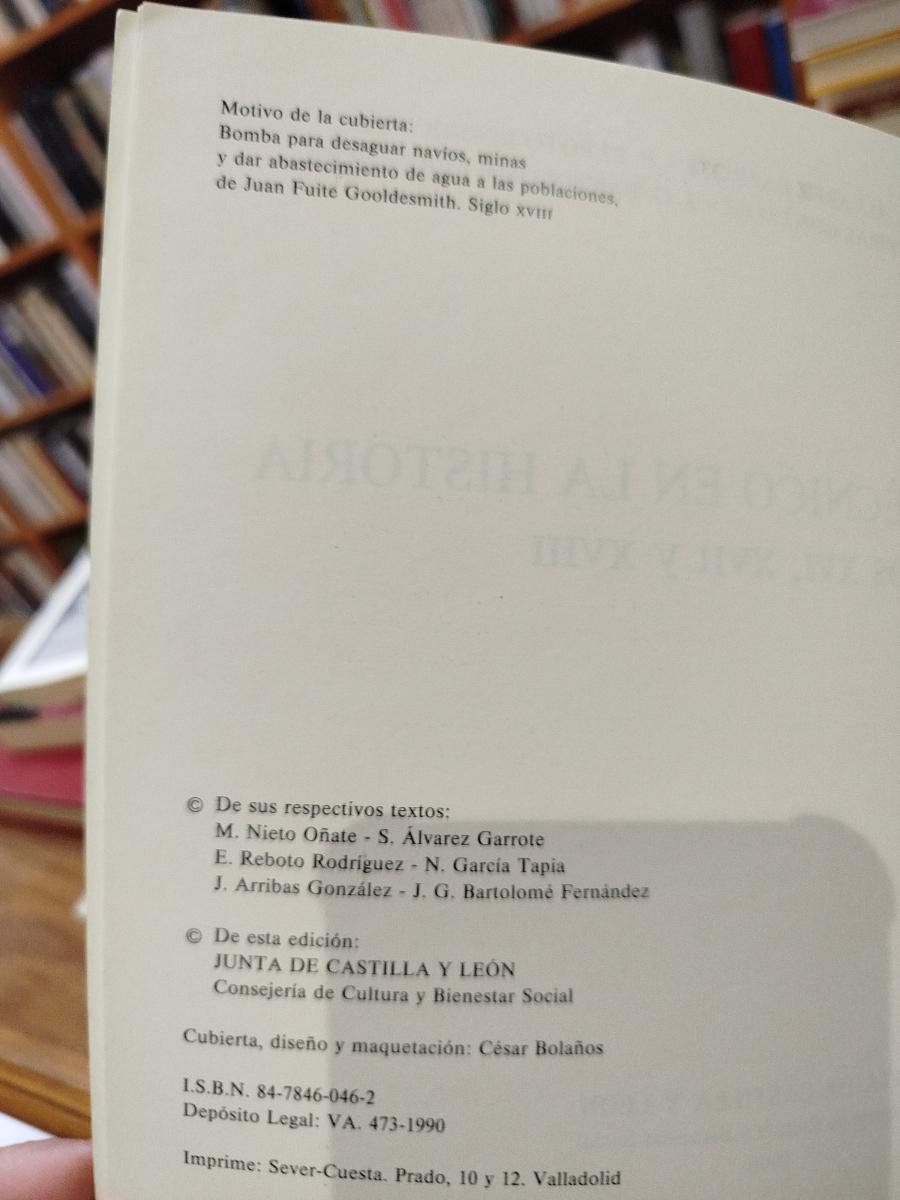 Motivo de la cubierta:
Bomba para desaguar navíos, minas
y dar abastecimiento de agua a las poblaciones,
de Juan Fuite Gooldesmith. Siglo XVIII
© De sus respectivos textos:
M. Nieto Oñate - S. Álvarez Garrote
E. Reboto Rodríguez - N. García Tapia
J. Arribas González - J. G. Bartolomé Fernández
© De esta edición:
JUNTA DE CASTILLA Y LEÓN
Consejería de Cultura y Bienestar Social
Cubierta, diseño y maquetación: César Bolaños
I.S.B.N. 84-7846-046-2
Depósito Legal: VA. 473-1990
Imprime: Sever-Cuesta. Prado, 10 y 12. Valladolid